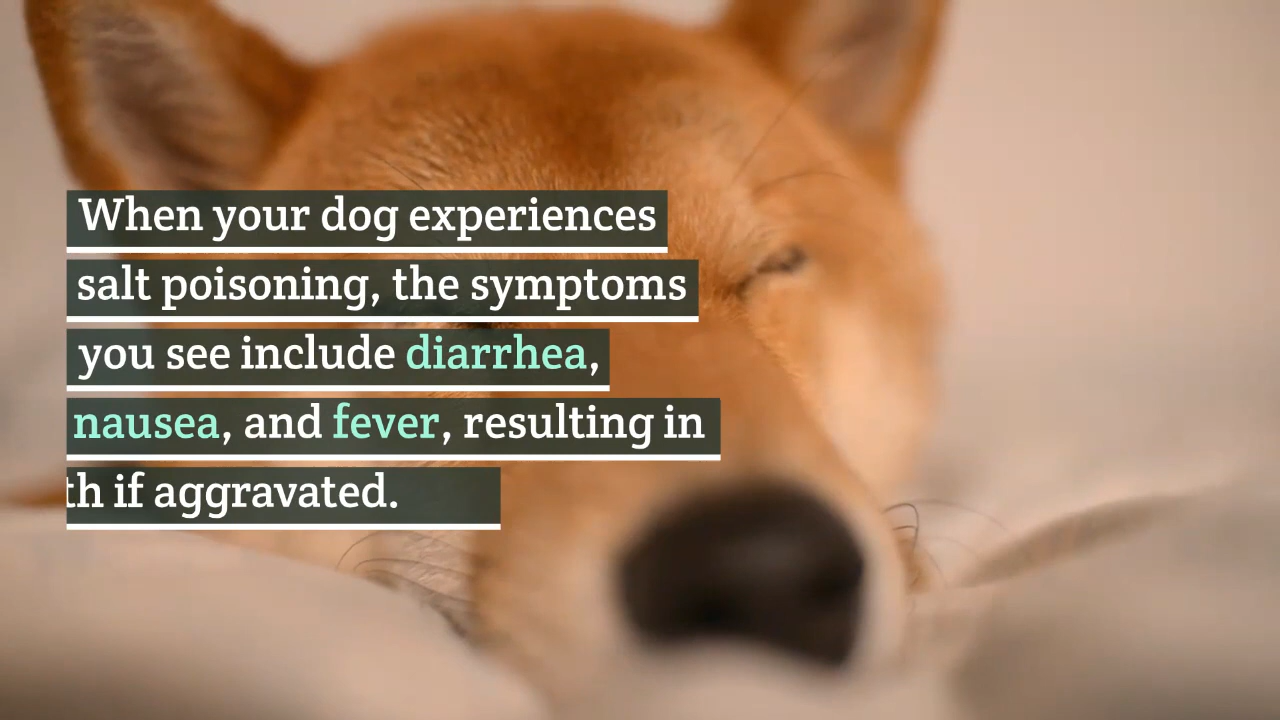 When your dog experiences
salt poisoning, the symptoms
you see include diarrhea,
nausea, and fever, resulting in
th if aggravated.